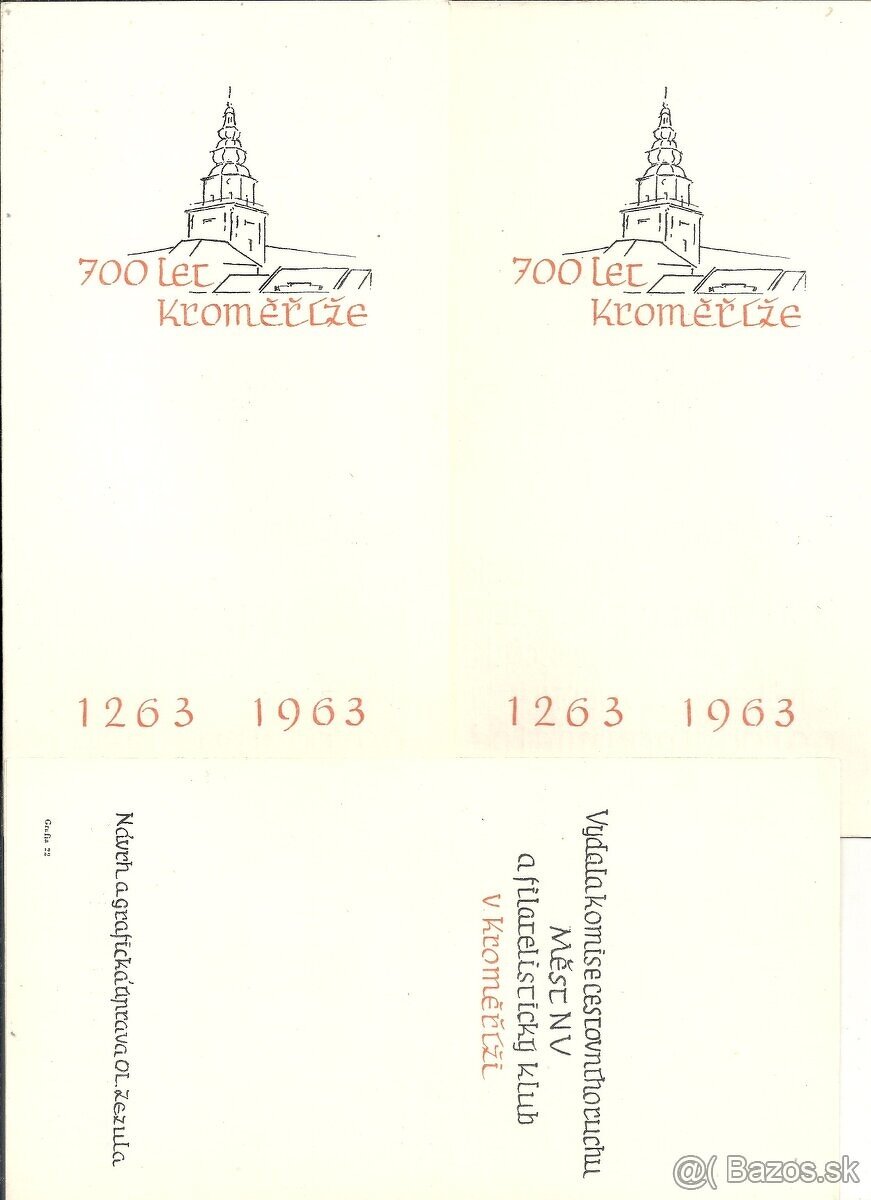 700 let
Kroměříže
1263 1963
700 let
Kroměříže
1263 1963
Vydala komise cestovního ruchu
Měst NV
a filatelistický klub
v Kroměříži
Návrh a grafická úprava Ol. Zezula
Grafia 22
@( Bazos.sk